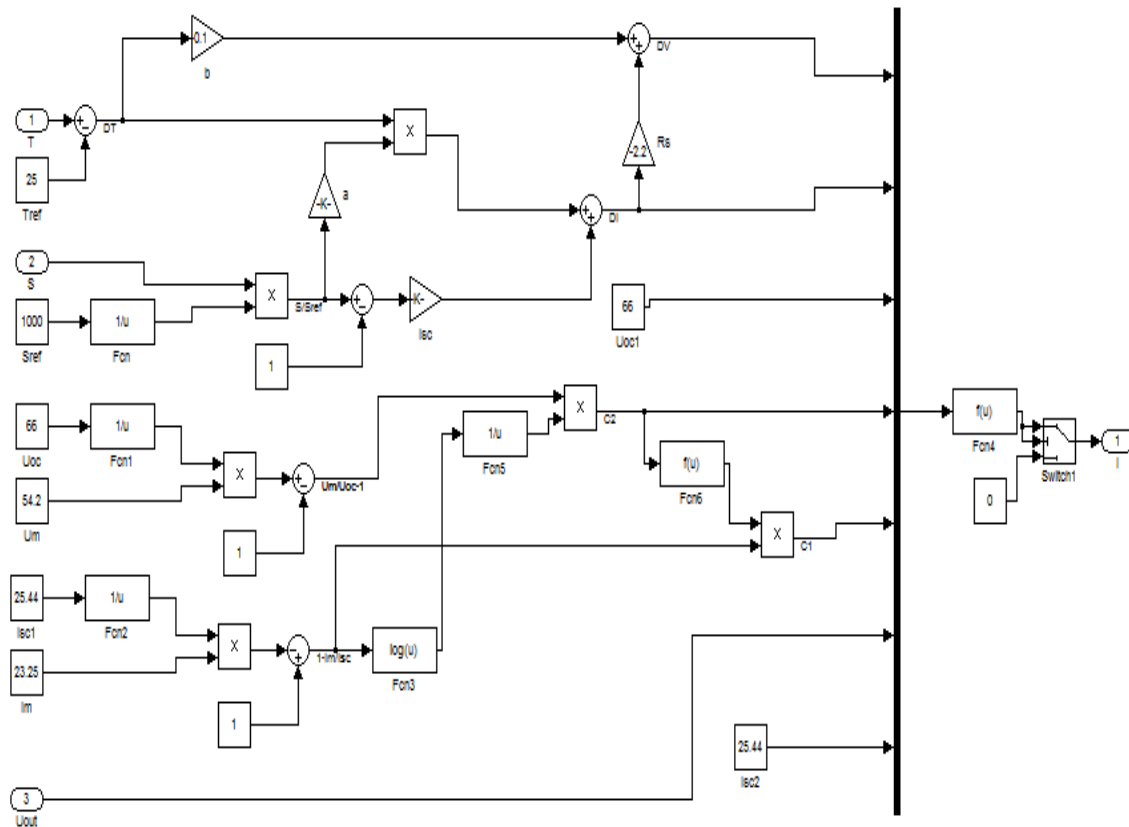 0.1
b
DV
1
T
DT
X
25
Tref
-2.2
Rs
-K-
a
DI
2
S
X
S/Sref
K-
Isc
1000
Sref
1/u
Fcn
1
66
Uoc1
66
Uoc
1/u
Fcn1
X
54.2
Um
Um/Uoc-1
1
1/u
Fcn5
X
C2
f(u)
Fcn6
X
C1
f(u)
Fcn4
Switch1
1
I
0
25.44
Isc1
1/u
Fcn2
X
23.25
Im
1-Im/Isc
1
log(u)
Fcn3
25.44
Isc2
3
Uout